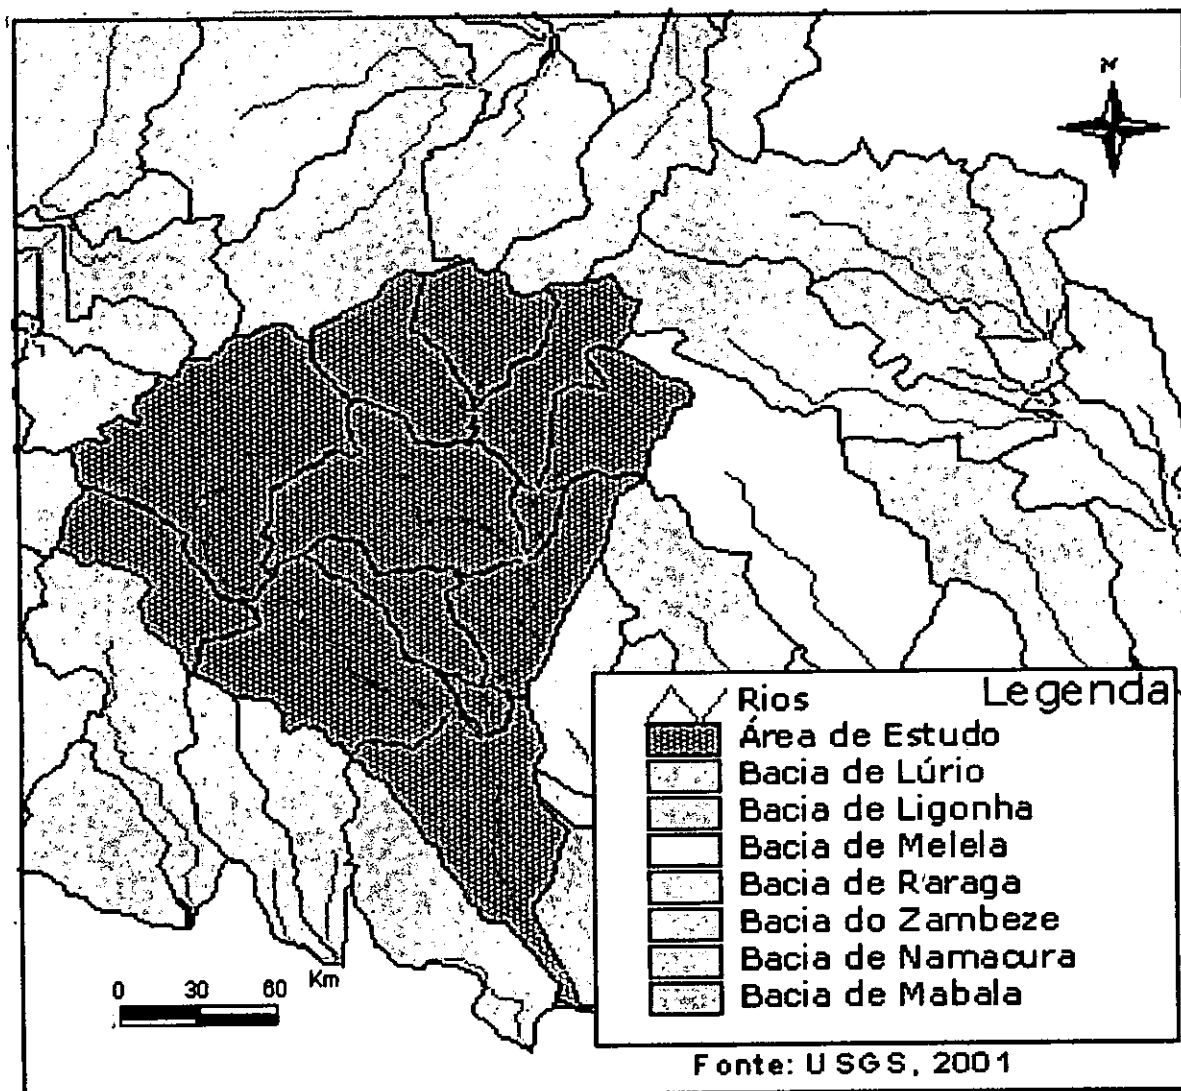 N
Legenda
Rios
Área de Estudo
Bacia de Lúrio
Bacia de Ligonha
Bacia de Melela
Bacia de R'araga
Bacia do Zambeze
Bacia de Namacura
Bacia de Mabala
Km
0 30 60
Fonte: USGS, 2001